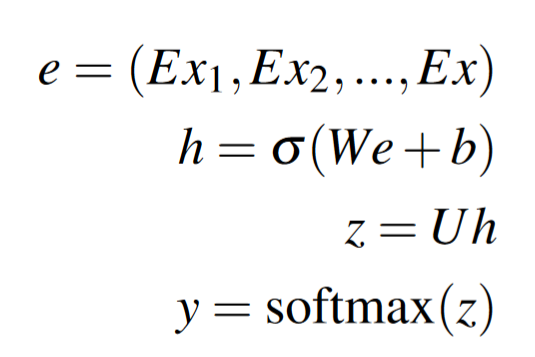 e = (Ex₁, Ex₂, ..., Ex)
h = σ(We + b)
z = Uh
y = softmax(z)